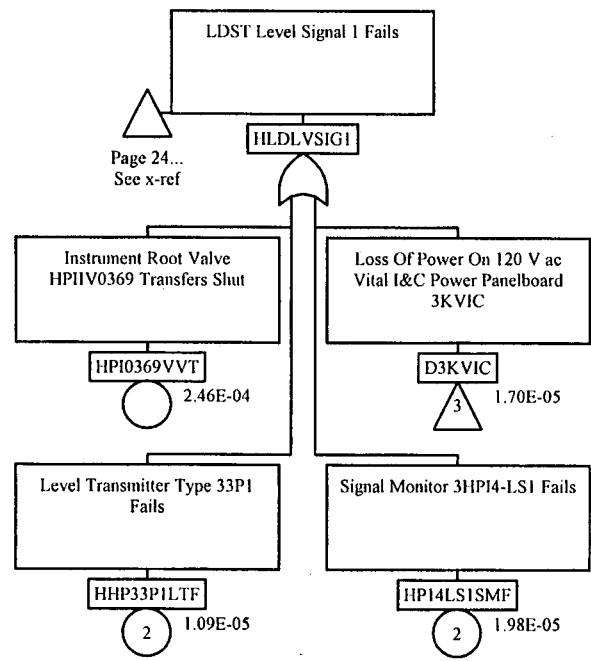 LDST Level Signal 1 Fails
HLDLVSIG1
Page 24...
See x-ref
Instrument Root Valve
HPIIV0369 Transfers Shut
HPI0369VVT
2.46E-04
Loss Of Power On 120 V ac
Vital I&C Power Panelboard
3KVIC
D3KVIC
3
1.70E-05
Level Transmitter Type 33P1
Fails
HHP33P1LTF
2
1.09E-05
Signal Monitor 3HPI4-LS1 Fails
HP14LS1SMF
2
1.98E-05